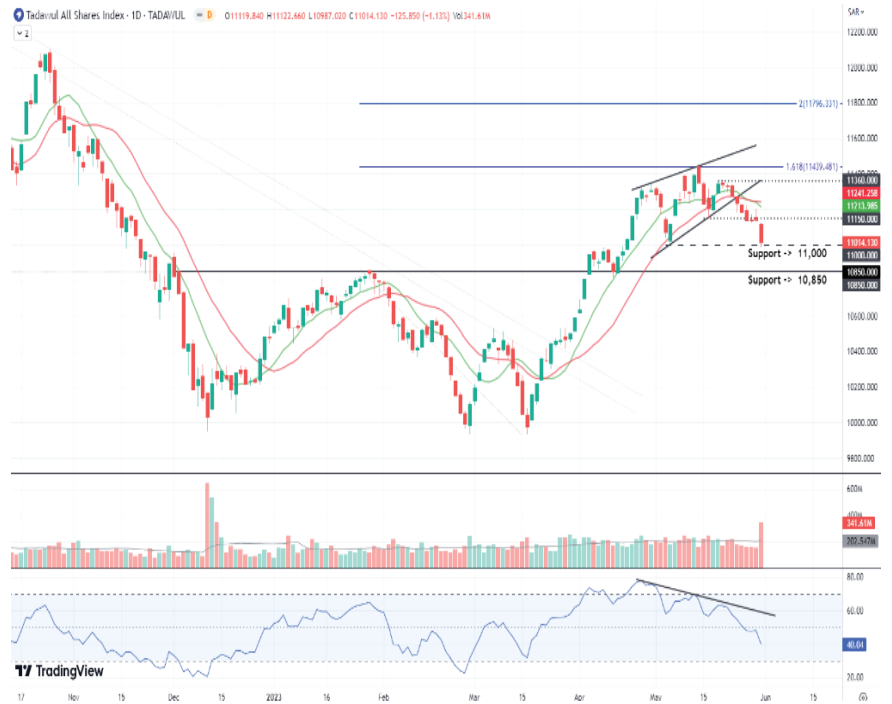 Tadawul All Shares Index · 1D · TADAWUL D O11119.840 H11122.660 L10987.020 C11014.130 −125.850 (−1.13%) Vol341.61M
SAR
2
12200.000
12000.000
11800.000
2(11796.331)
11600.000
1.618(11439.481)
11360.000
11241.258
11213.985
11150.000
11014.130
Support -> 11,000
11000.000
10850.000
Support -> 10,850
10850.000
10600.000
10400.000
10200.000
10000.000
9800.000
600M
400M
341.61M
202.547M
80.00
60.00
40.04
20.00
TradingView
17 Nov 15 Dec 15 2023 16 Feb Mar 15 Apr May 15 Jun 15